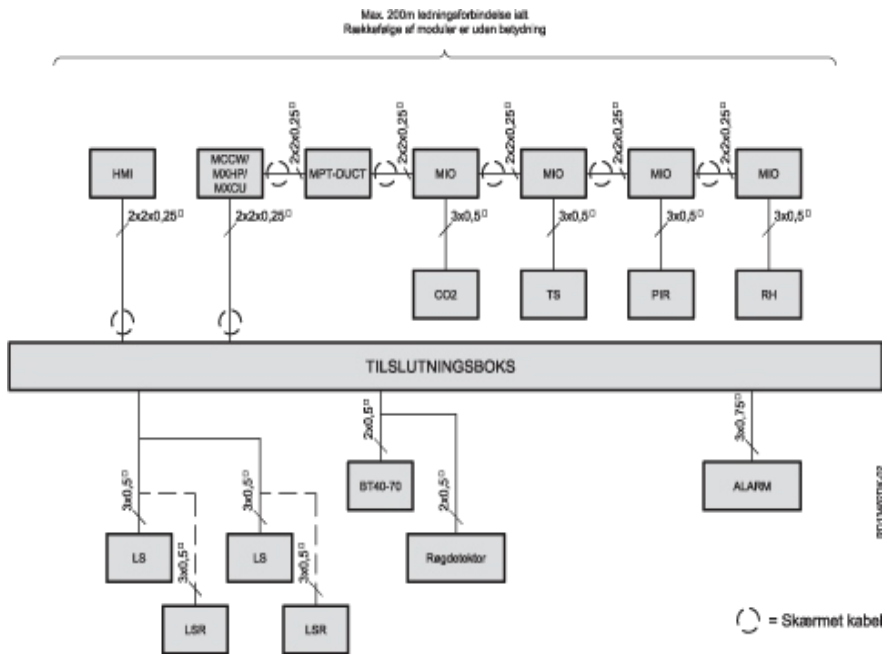 Max. 200m ledningsforbindelse ialt
Rækkefølge af moduler er uden betydning
2x2x0,25□
2x2x0,25□
2x2x0,25□
2x2x0,25□
2x2x0,25□
HMI
MCCW/
MXHP/
MXCU
MPT-DUCT
MIO
MIO
MIO
MIO
2x2x0,25□
2x2x0,25□
3x0,5□
3x0,5□
3x0,5□
3x0,5□
CO2
TS
PIR
RH
TILSLUTNINGSBOKS
2x0,5□
3x0,75□
3x0,5□
3x0,5□
BT40-70
2x0,5□
ALARM
LS
3x0,5□
LS
3x0,5□
Røgdetektor
LSR
LSR
= Skærmet kabel